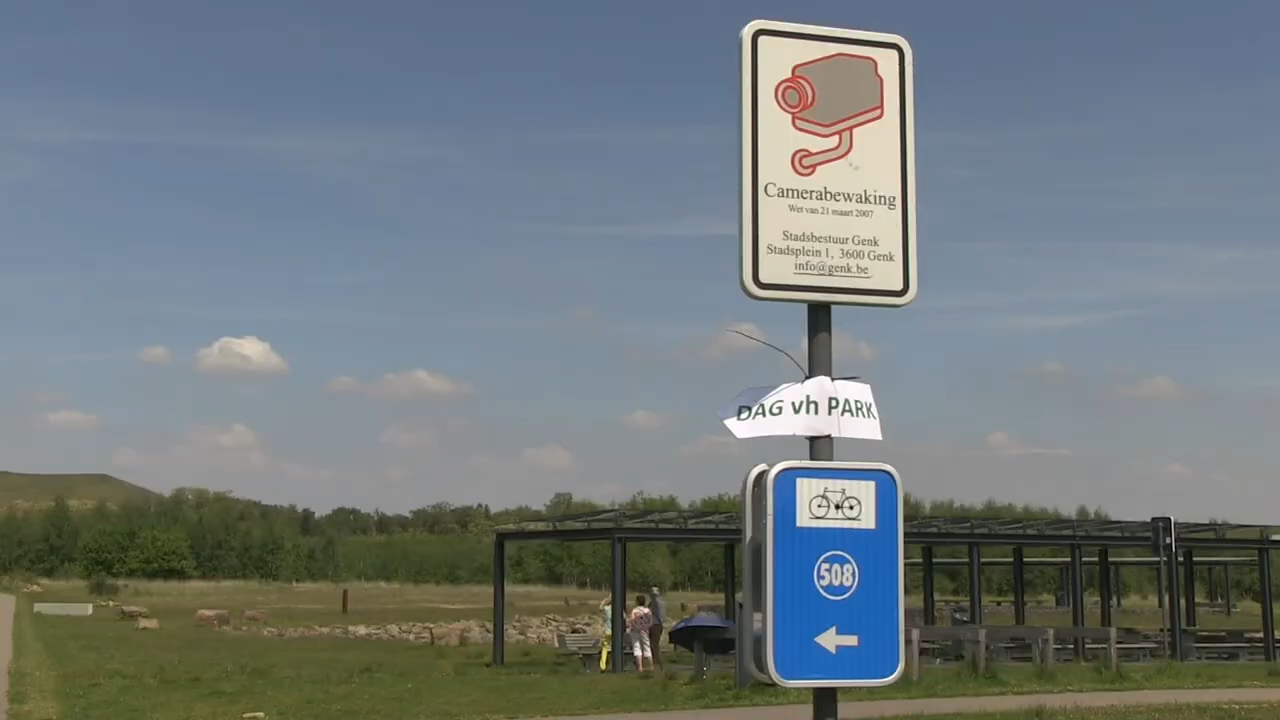 Camerabewaking
Wet van 21 maart 2007
Stadsbestuur Genk
Stadsplein 1, 3600 Genk
info@genk.be
DAG vh PARK
508